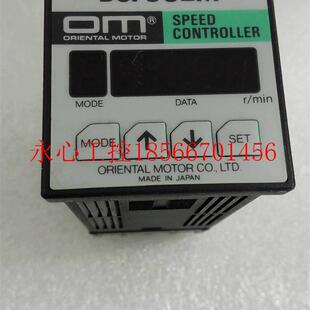 OM®
SPEED
ORIENTAL MOTOR
CONTROLLER
MODE DATA r/min
MODE SET
永心工控18566701456
ORIENTAL MOTOR CO., LTD.
MADE IN JAPAN